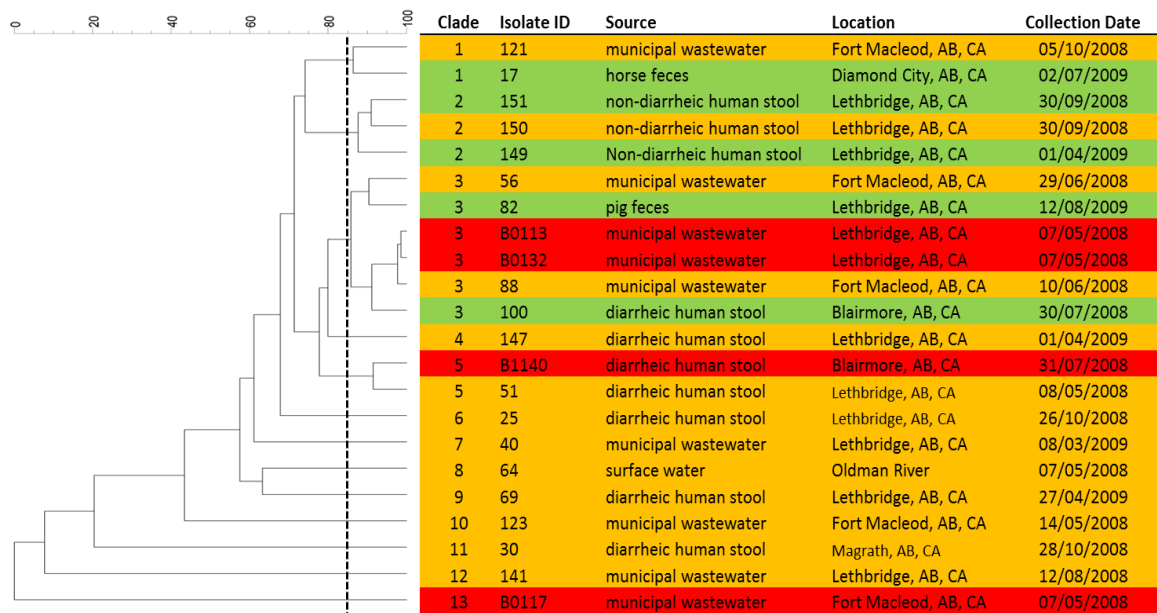 0 20 40 60 80 100
Clade Isolate ID Source Location Collection Date
1 121 municipal wastewater Fort Macleod, AB, CA 05/10/2008
1 17 horse feces Diamond City, AB, CA 02/07/2009
2 151 non-diarrheic human stool Lethbridge, AB, CA 30/09/2008
2 150 non-diarrheic human stool Lethbridge, AB, CA 30/09/2008
2 149 Non-diarrheic human stool Lethbridge, AB, CA 01/04/2009
3 56 municipal wastewater Fort Macleod, AB, CA 29/06/2008
3 82 pig feces Lethbridge, AB, CA 12/08/2009
3 B0113 municipal wastewater Lethbridge, AB, CA 07/05/2008
3 B0132 municipal wastewater Lethbridge, AB, CA 07/05/2008
3 88 municipal wastewater Fort Macleod, AB, CA 10/06/2008
3 100 diarrheic human stool Blairmore, AB, CA 30/07/2008
4 147 diarrheic human stool Lethbridge, AB, CA 01/04/2009
5 B1140 diarrheic human stool Blairmore, AB, CA 31/07/2008
5 51 diarrheic human stool Lethbridge, AB, CA 08/05/2008
6 25 diarrheic human stool Lethbridge, AB, CA 26/10/2008
7 40 municipal wastewater Lethbridge, AB, CA 08/03/2009
8 64 surface water Oldman River 07/05/2008
9 69 diarrheic human stool Lethbridge, AB, CA 27/04/2009
10 123 municipal wastewater Fort Macleod, AB, CA 14/05/2008
11 30 diarrheic human stool Magrath, AB, CA 28/10/2008
12 141 municipal wastewater Lethbridge, AB, CA 12/08/2008
13 B0117 municipal wastewater Fort Macleod, AB, CA 07/05/2008